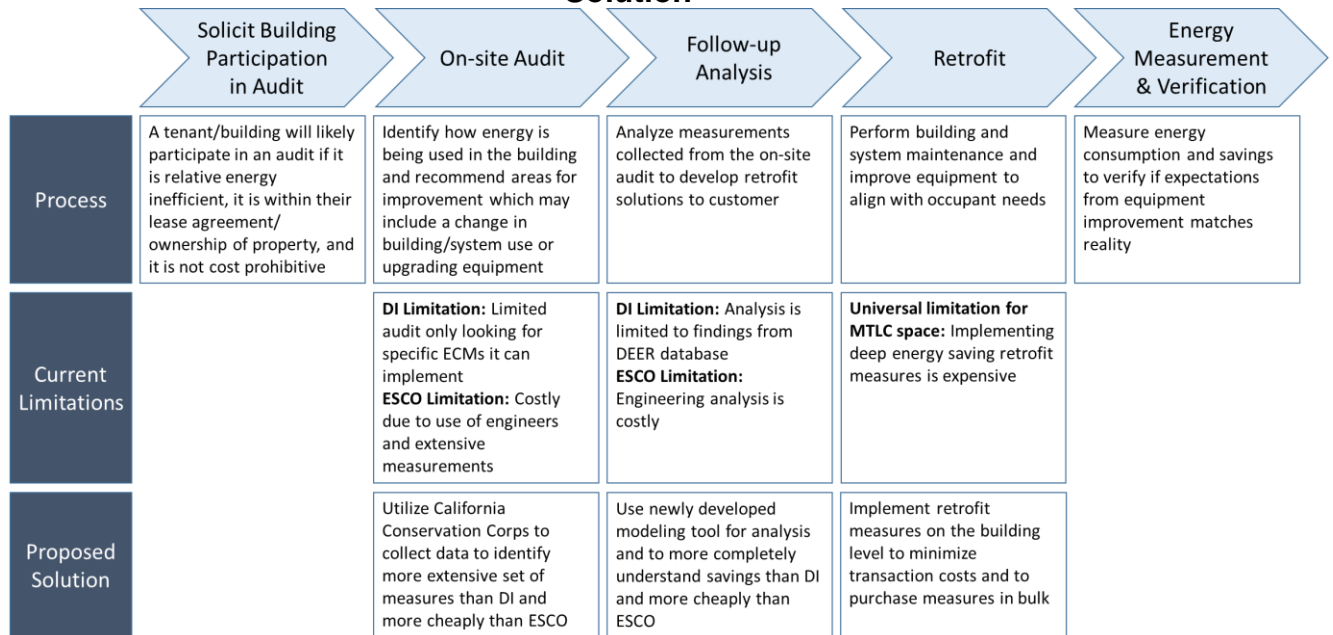 Solution
Solicit Building
Participation
in Audit
On-site Audit
Follow-up
Analysis
Retrofit
Energy
Measurement
& Verification
Process
A tenant/building will likely
participate in an audit if it
is relative energy
inefficient, it is within their
lease agreement/
ownership of property, and
it is not cost prohibitive
Identify how energy is
being used in the building
and recommend areas for
improvement which may
include a change in
building/system use or
upgrading equipment
Analyze measurements
collected from the on-site
audit to develop retrofit
solutions to customer
Perform building and
system maintenance and
improve equipment to
align with occupant needs
Measure energy
consumption and savings
to verify if expectations
from equipment
improvement matches
reality
Current
Limitations
DI Limitation: Limited
audit only looking for
specific ECMs it can
implement
ESCO Limitation: Costly
due to use of engineers
and extensive
measurements
DI Limitation: Analysis is
limited to findings from
DEER database
ESCO Limitation:
Engineering analysis is
costly
Universal limitation for
MTLC space: Implementing
deep energy saving retrofit
measures is expensive
Proposed
Solution
Utilize California
Conservation Corps to
collect data to identify
more extensive set of
measures than DI and
more cheaply than ESCO
Use newly developed
modeling tool for analysis
and to more completely
understand savings than DI
and more cheaply than
ESCO
Implement retrofit
measures on the building
level to minimize
transaction costs and to
purchase measures in bulk